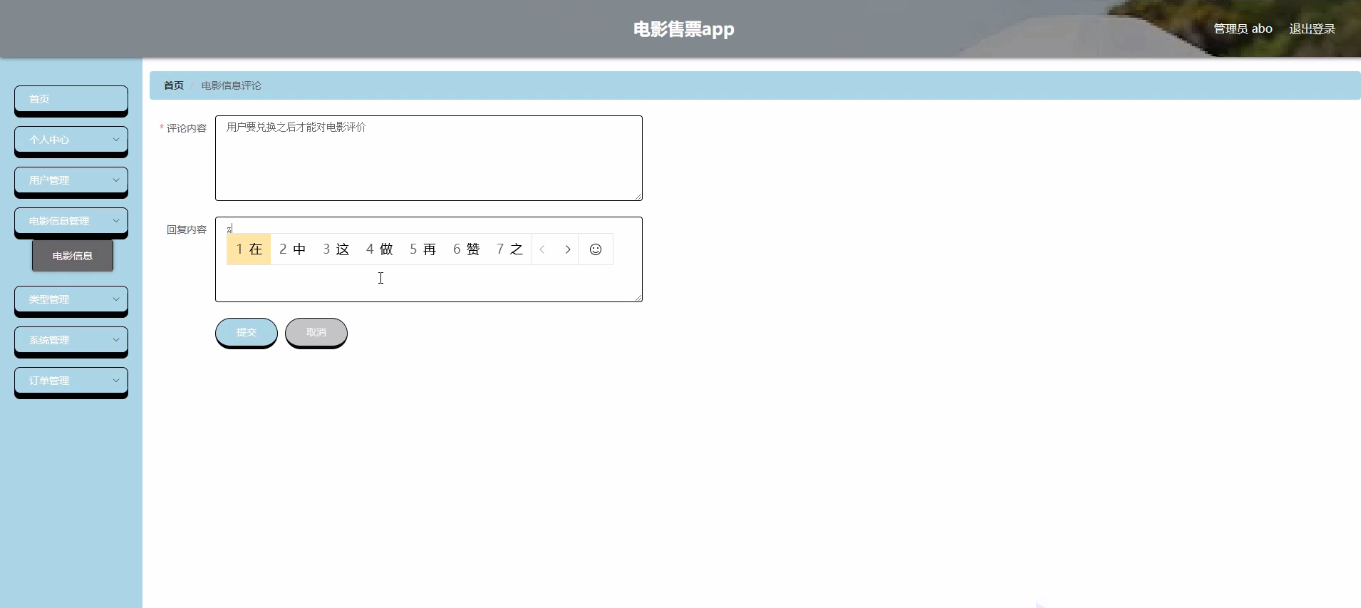 电影售票app
管理员 abo 退出登录
首页
个人中心
用户管理
电影信息管理
电影信息
类型管理
系统管理
订单管理
首页 / 电影信息评论
* 评论内容
用户要兑换之后才能对电影评价
回复内容
z
1 在 2 中 3 这 4 做 5 再 6 赞 7 之
提交 取消